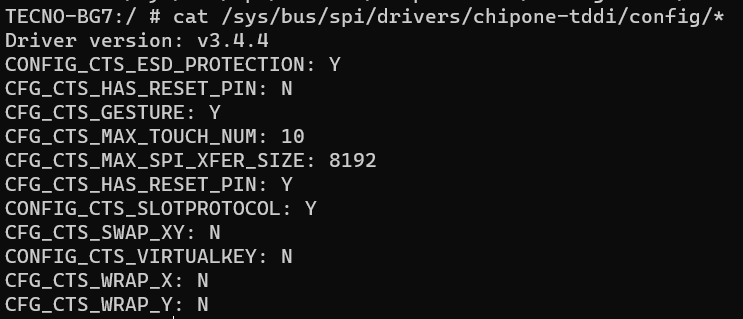 TECNO-BG7:/ # cat /sys/bus/spi/drivers/chipone-tddi/config/*
Driver version: v3.4.4
CONFIG_CTS_ESD_PROTECTION: Y
CFG_CTS_HAS_RESET_PIN: N
CFG_CTS_GESTURE: Y
CFG_CTS_MAX_TOUCH_NUM: 10
CFG_CTS_MAX_SPI_XFER_SIZE: 8192
CFG_CTS_HAS_RESET_PIN: Y
CONFIG_CTS_SLOTPROTOCOL: Y
CFG_CTS_SWAP_XY: N
CONFIG_CTS_VIRTUALKEY: N
CFG_CTS_WRAP_X: N
CFG_CTS_WRAP_Y: N